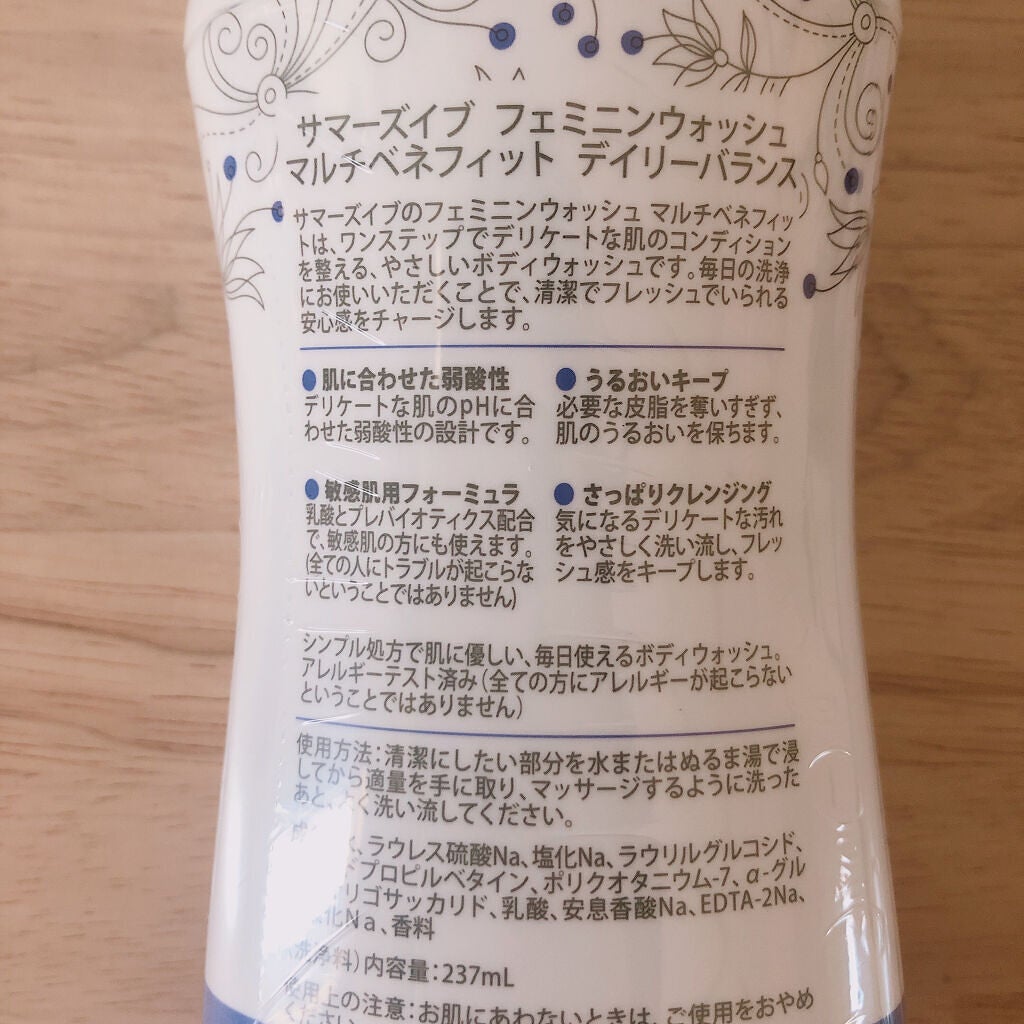 サマーズイブ フェミニンウォッシュ
マルチベネフィット デイリーバランス
サマーズイブのフェミニンウォッシュ マルチベネフィッ
トは、ワンステップでデリケートな肌のコンディション
を整える、やさしいボディウォッシュです。毎日の洗浄
にお使いいただくことで、清潔でフレッシュでいられる
安心感をチャージします。
● 肌に合わせた弱酸性
デリケートな肌のpHに合
わせた弱酸性の設計です。
● うるおいキープ
必要な皮脂を奪いすぎず、
肌のうるおいを保ちます。
● 敏感肌用フォーミュラ
乳酸とプレバイオティクス配合
で、敏感肌の方にも使えます。
(全ての人にトラブルが起こらな
いということではありません)
● さっぱりクレンジング
気になるデリケートな汚れ
をやさしく洗い流し、フレッ
シュ感をキープします。
シンプル処方で肌に優しい、毎日使えるボディウォッシュ。
アレルギーテスト済み(全ての方にアレルギーが起こらない
ということではありません)
使用方法：清潔にしたい部分を水またはぬるま湯で浸
してから適量を手に取り、マッサージするように洗った
あと、よく洗い流してください。
、ラウレス硫酸Na、塩化Na、ラウリルグルコシド、
ドプロピルベタイン、ポリクオタニウム-7、α-グル
リゴサッカリド、乳酸、安息香酸Na、EDTA-2Na、
化Na、香料
洗浄料)内容量：237mL
使用上の注意：お肌にあわないときは、ご使用をおやめ
ください